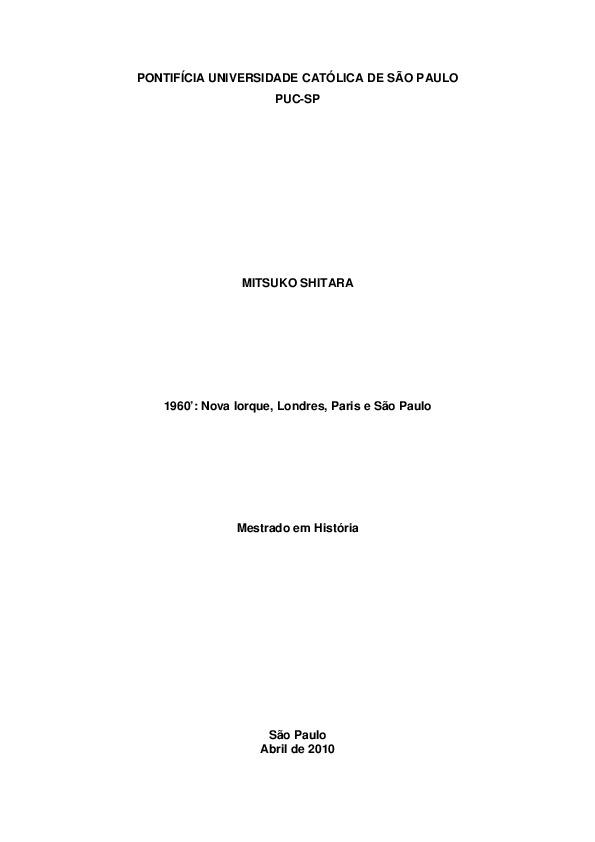 PONTIFÍCIA UNIVERSIDADE CATÓLICA DE SÃO PAULO
PUC-SP
MITSUKO SHITARA
1960’: Nova Iorque, Londres, Paris e São Paulo
Mestrado em História
São Paulo
Abril de 2010